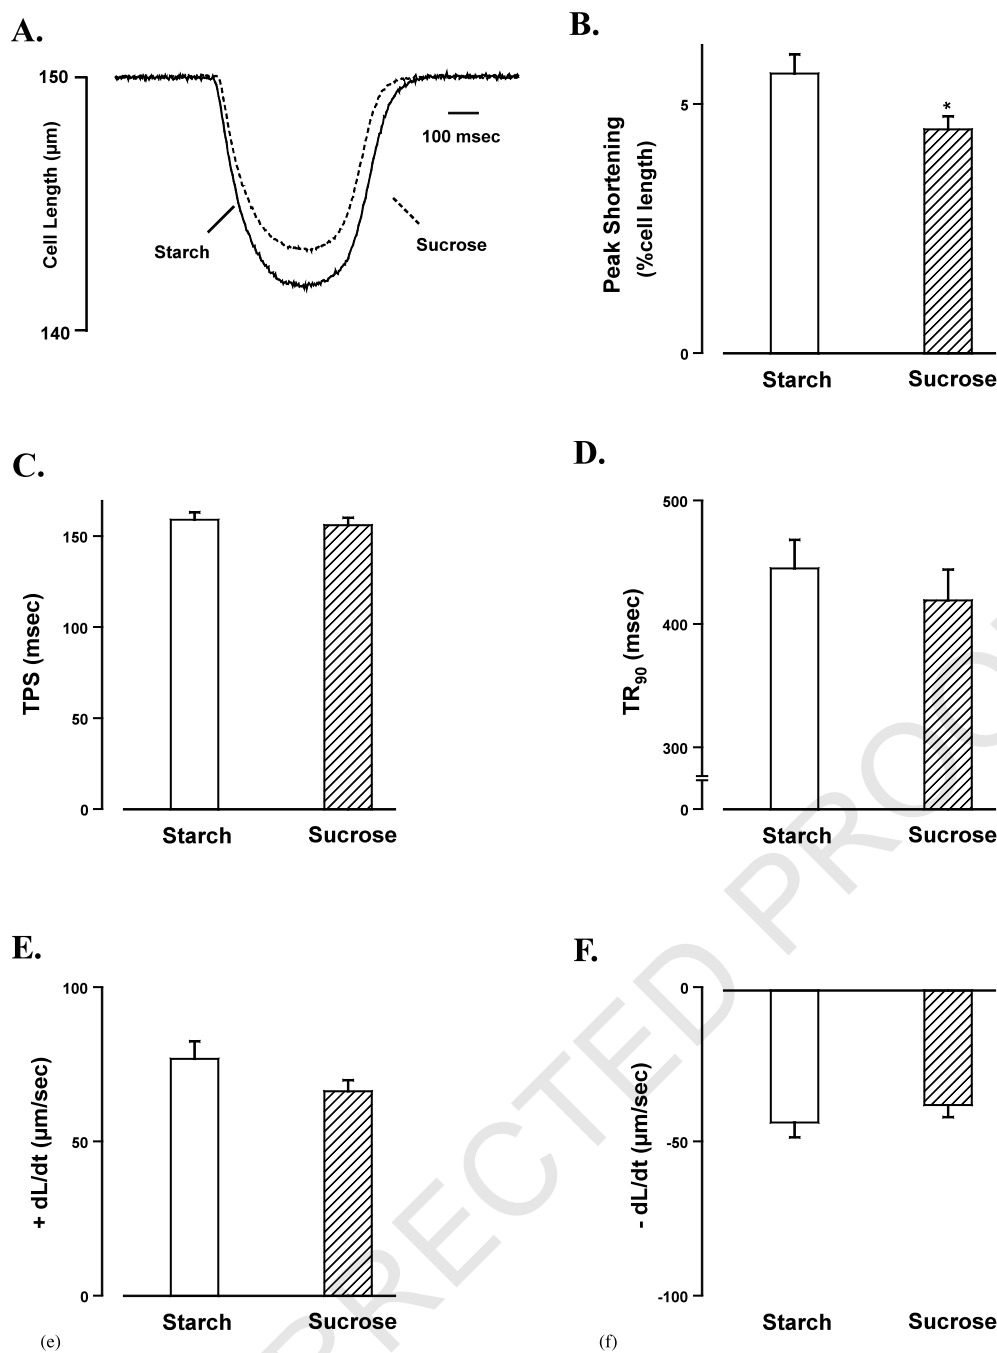 A.
150
140
Cell Length (µm)
100 msec
Starch
Sucrose
B.
5
0
Peak Shortening
(%cell length)
*
Starch
Sucrose
C.
150
100
50
0
TPS (msec)
Starch
Sucrose
D.
500
400
300
0
TR90 (msec)
Starch
Sucrose
E.
100
50
0
+ dL/dt (µm/sec)
Starch
Sucrose
(e)
F.
0
-50
-100
- dL/dt (µm/sec)
Starch
Sucrose
(f)